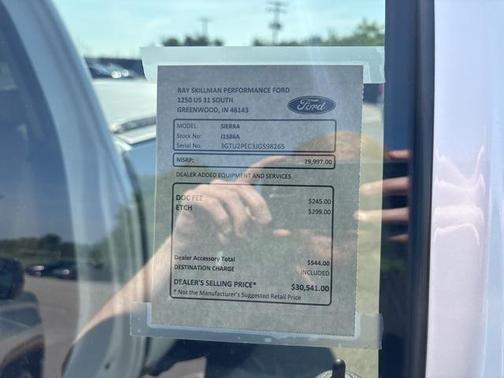 RAY SKILLMAN PERFORMANCE FORD
1250 US 31 SOUTH
GREENWOOD, IN 46143
Ford
MODEL: SIERRA
Stock No: J1586A
Serial No: 3GTU2PEC3JG598265
MSRP: 29,997.00
DEALER ADDED EQUIPMENT AND SERVICES
DOC FEE $245.00
ETCH $299.00
Dealer Accessory Total $544.00
DESTINATION CHARGE INCLUDED
DEALER'S SELLING PRICE* $30,541.00
* Not the Manufacturer's Suggested Retail Price